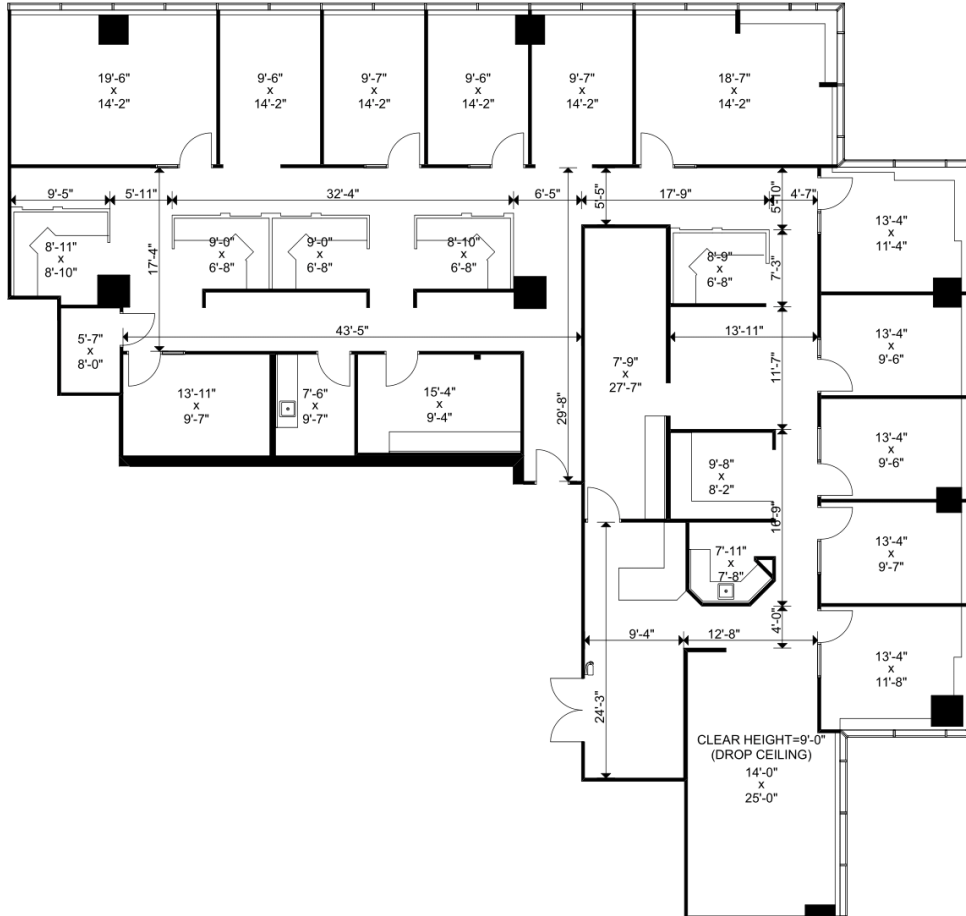 19'-6"
x
14'-2"
9'-6"
x
14'-2"
9'-7"
x
14'-2"
9'-6"
x
14'-2"
9'-7"
x
14'-2"
18'-7"
x
14'-2"
9'-5"
5'-11"
32'-4"
6'-5"
5'-5"
17'-9"
5'-10"
4'-7"
13'-4"
x
11'-4"
8'-11"
x
8'-10"
17'-4"
9'-0"
x
6'-8"
9'-0"
x
6'-8"
8'-10"
x
6'-8"
8'-9"
x
6'-8"
7'-3"
5'-7"
x
8'-0"
43'-5"
13'-11"
13'-4"
x
9'-6"
7'-9"
x
27'-7"
11'-7"
13'-11"
x
9'-7"
7'-6"
x
9'-7"
15'-4"
x
9'-4"
29'-8"
13'-4"
x
9'-6"
9'-8"
x
8'-2"
16'-9"
13'-4"
x
9'-7"
7'-11"
x
7'-8"
9'-4"
12'-8"
4'-0"
13'-4"
x
11'-8"
24'-3"
CLEAR HEIGHT=9'-0"
(DROP CEILING)
14'-0"
x
25'-0"